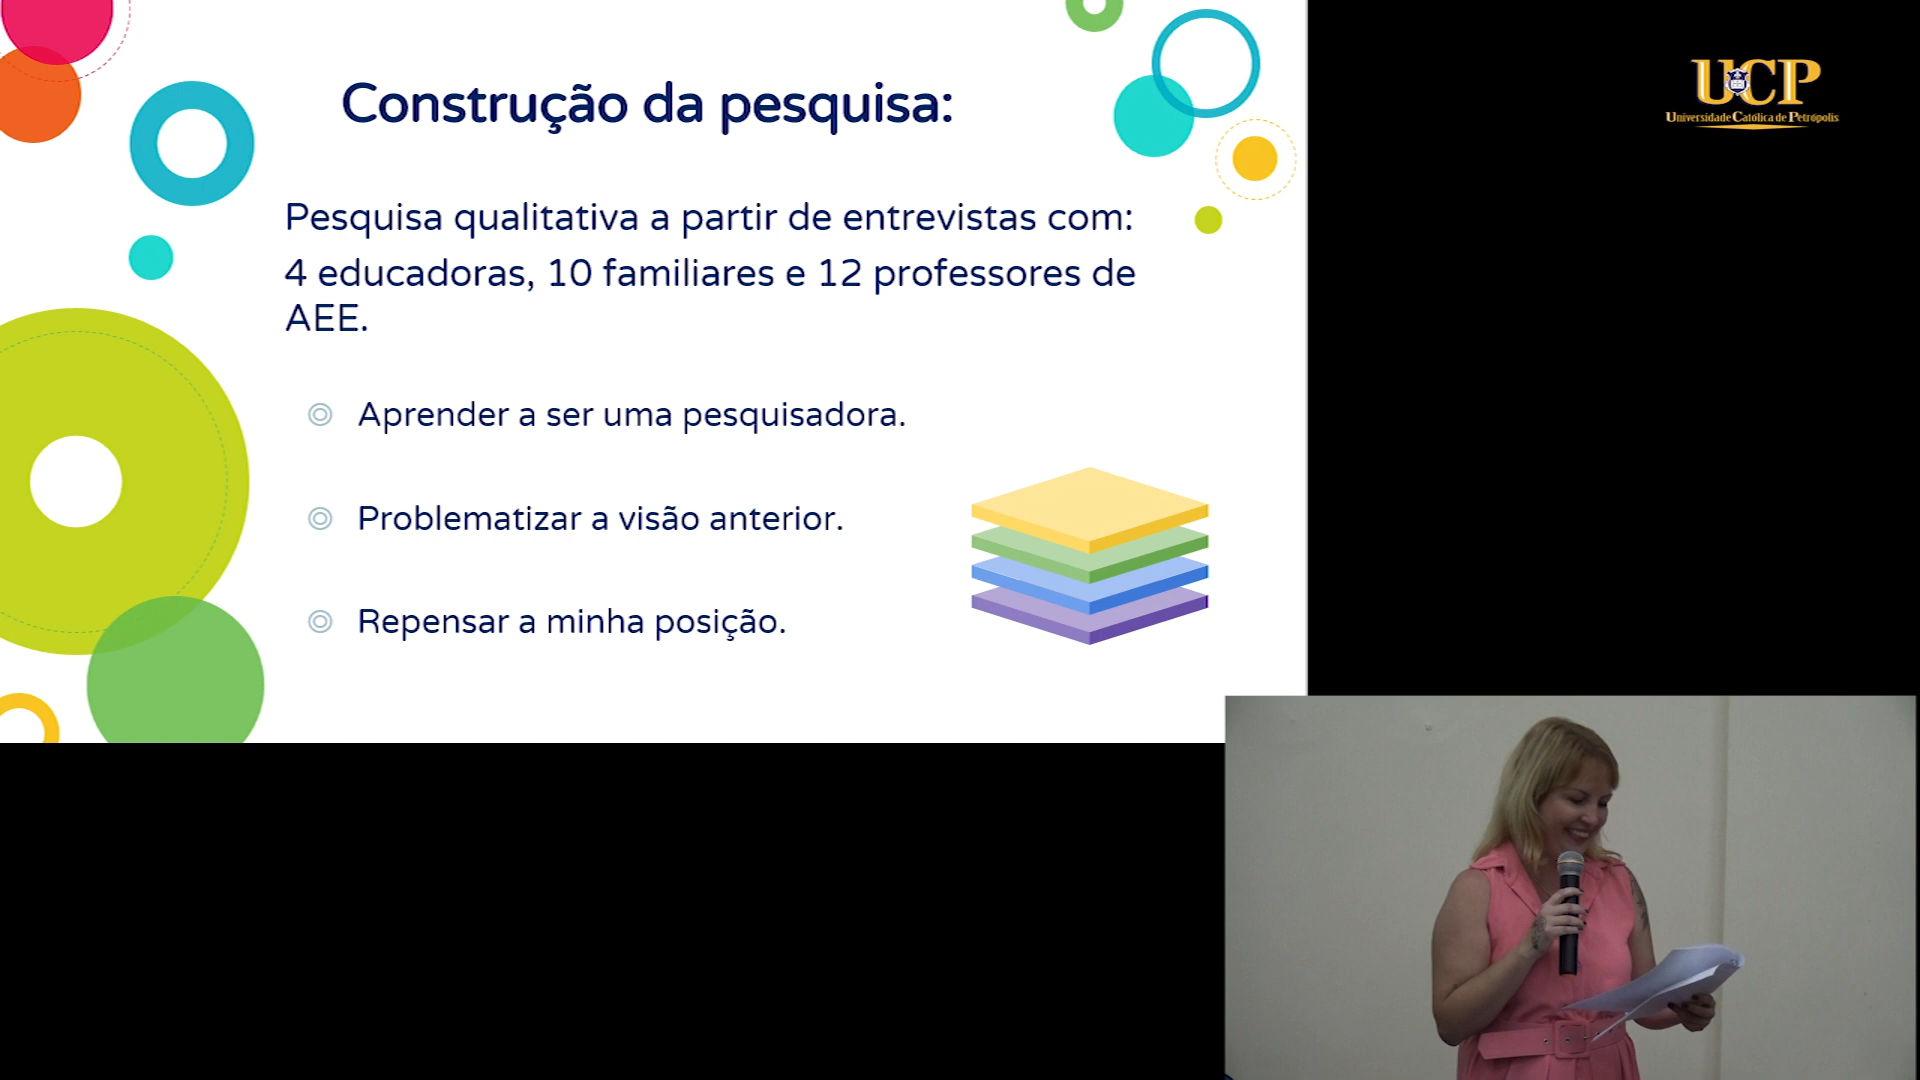 Construção da pesquisa:
Pesquisa qualitativa a partir de entrevistas com:
4 educadoras, 10 familiares e 12 professores de
AEE.
Aprender a ser uma pesquisadora.
Problematizar a visão anterior.
Repensar a minha posição.
UCP
Universidade Católica de Petrópolis